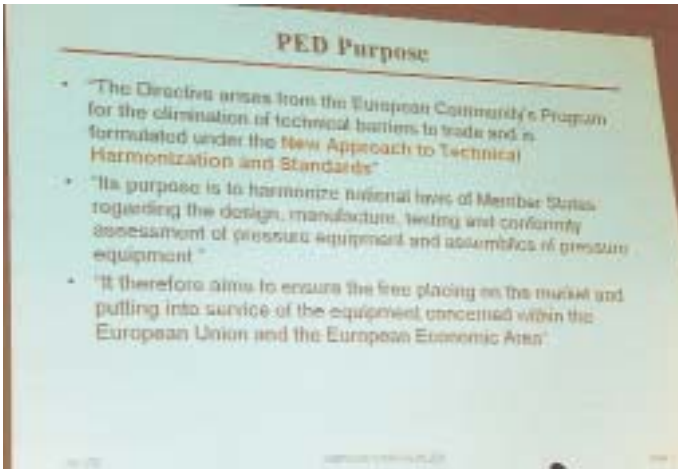 PED Purpose
• "The Directive arises from the European Community's Program
for the elimination of technical barriers to trade and is
formulated under the New Approach to Technical
Harmonization and Standards"
• "Its purpose is to harmonize national laws of Member States
regarding the design, manufacture, testing and conformity
assessment of pressure equipment and assemblies of pressure
equipment."
• "It therefore aims to ensure the free placing on the market and
putting into service of the equipment concerned within the
European Union and the European Economic Area"